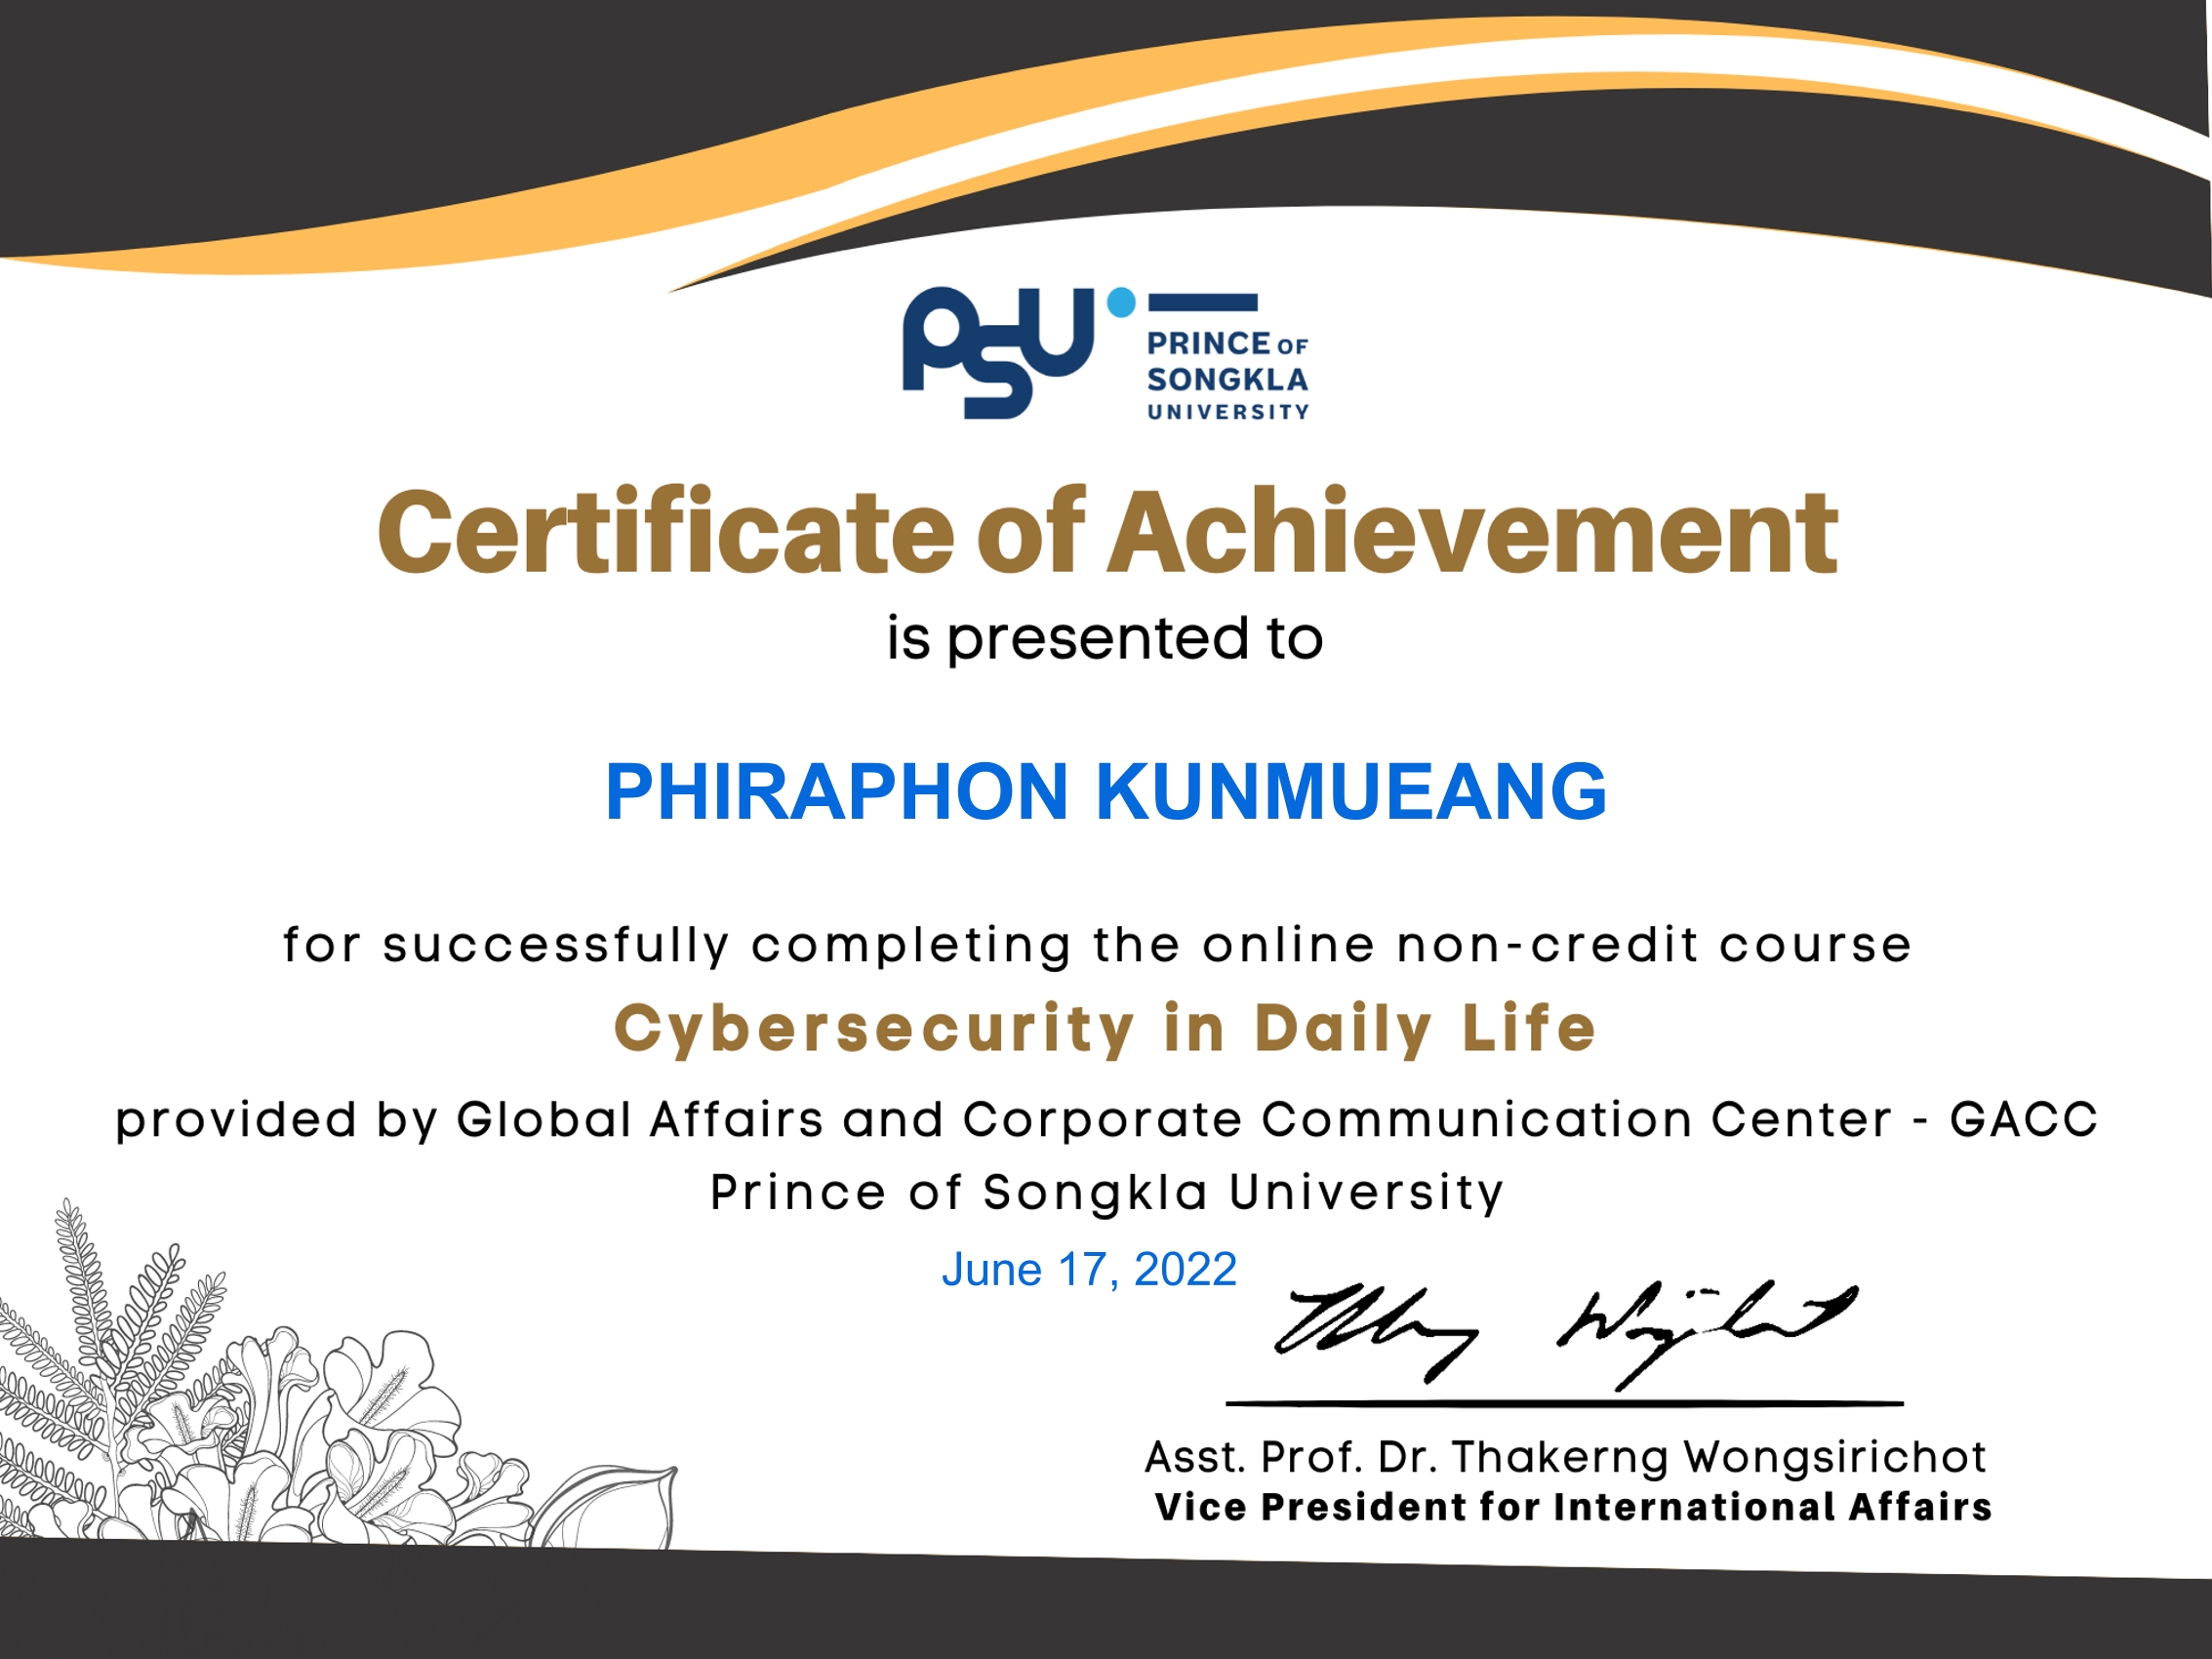 PSU
PRINCE OF
SONGKLA
UNIVERSITY
Certificate of Achievement
is presented to
PHIRAPHON KUNMUEANG
for successfully completing the online non-credit course
Cybersecurity in Daily Life
provided by Global Affairs and Corporate Communication Center - GACC
Prince of Songkla University
June 17, 2022
Asst. Prof. Dr. Thakerng Wongsirichot
Vice President for International Affairs